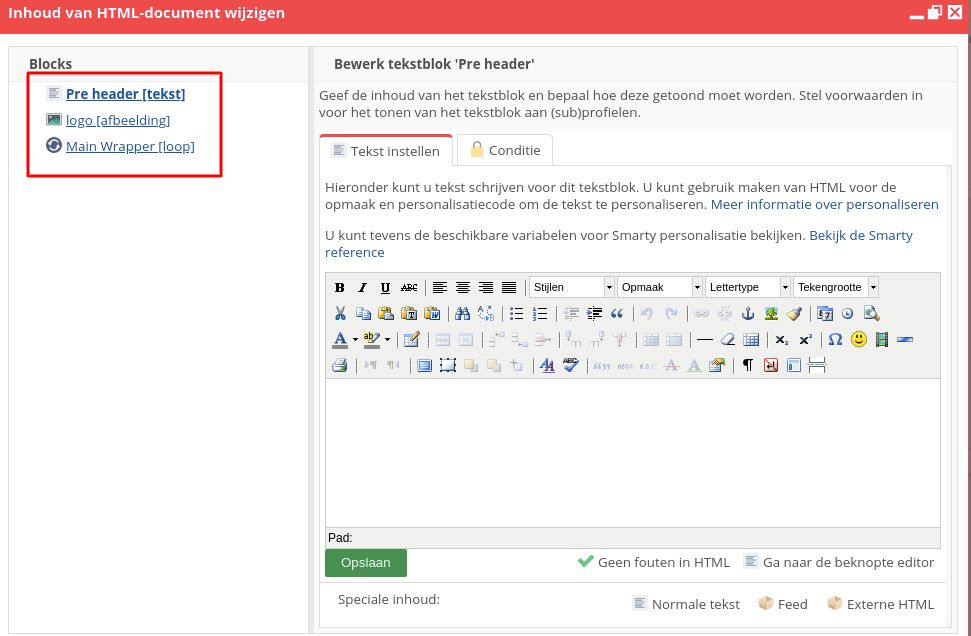 Inhoud van HTML-document wijzigen
Blocks
Pre header [tekst]
logo [afbeelding]
Main Wrapper [loop]
Bewerk tekstblok 'Pre header'
Geef de inhoud van het tekstblok en bepaal hoe deze getoond moet worden. Stel voorwaarden in
voor het tonen van het tekstblok aan (sub)profielen.
Tekst instellen
Conditie
Hieronder kunt u tekst schrijven voor dit tekstblok. U kunt gebruik maken van HTML voor de
opmaak en personalisatiecode om de tekst te personaliseren. Meer informatie over personaliseren
U kunt tevens de beschikbare variabelen voor Smarty personalisatie bekijken. Bekijk de Smarty
reference
B I U ABC Stijlen Opmaak Lettertype Tekengrootte
Pad:
Opslaan
Geen fouten in HTML
Ga naar de beknopte editor
Speciale inhoud:
Normale tekst
Feed
Externe HTML